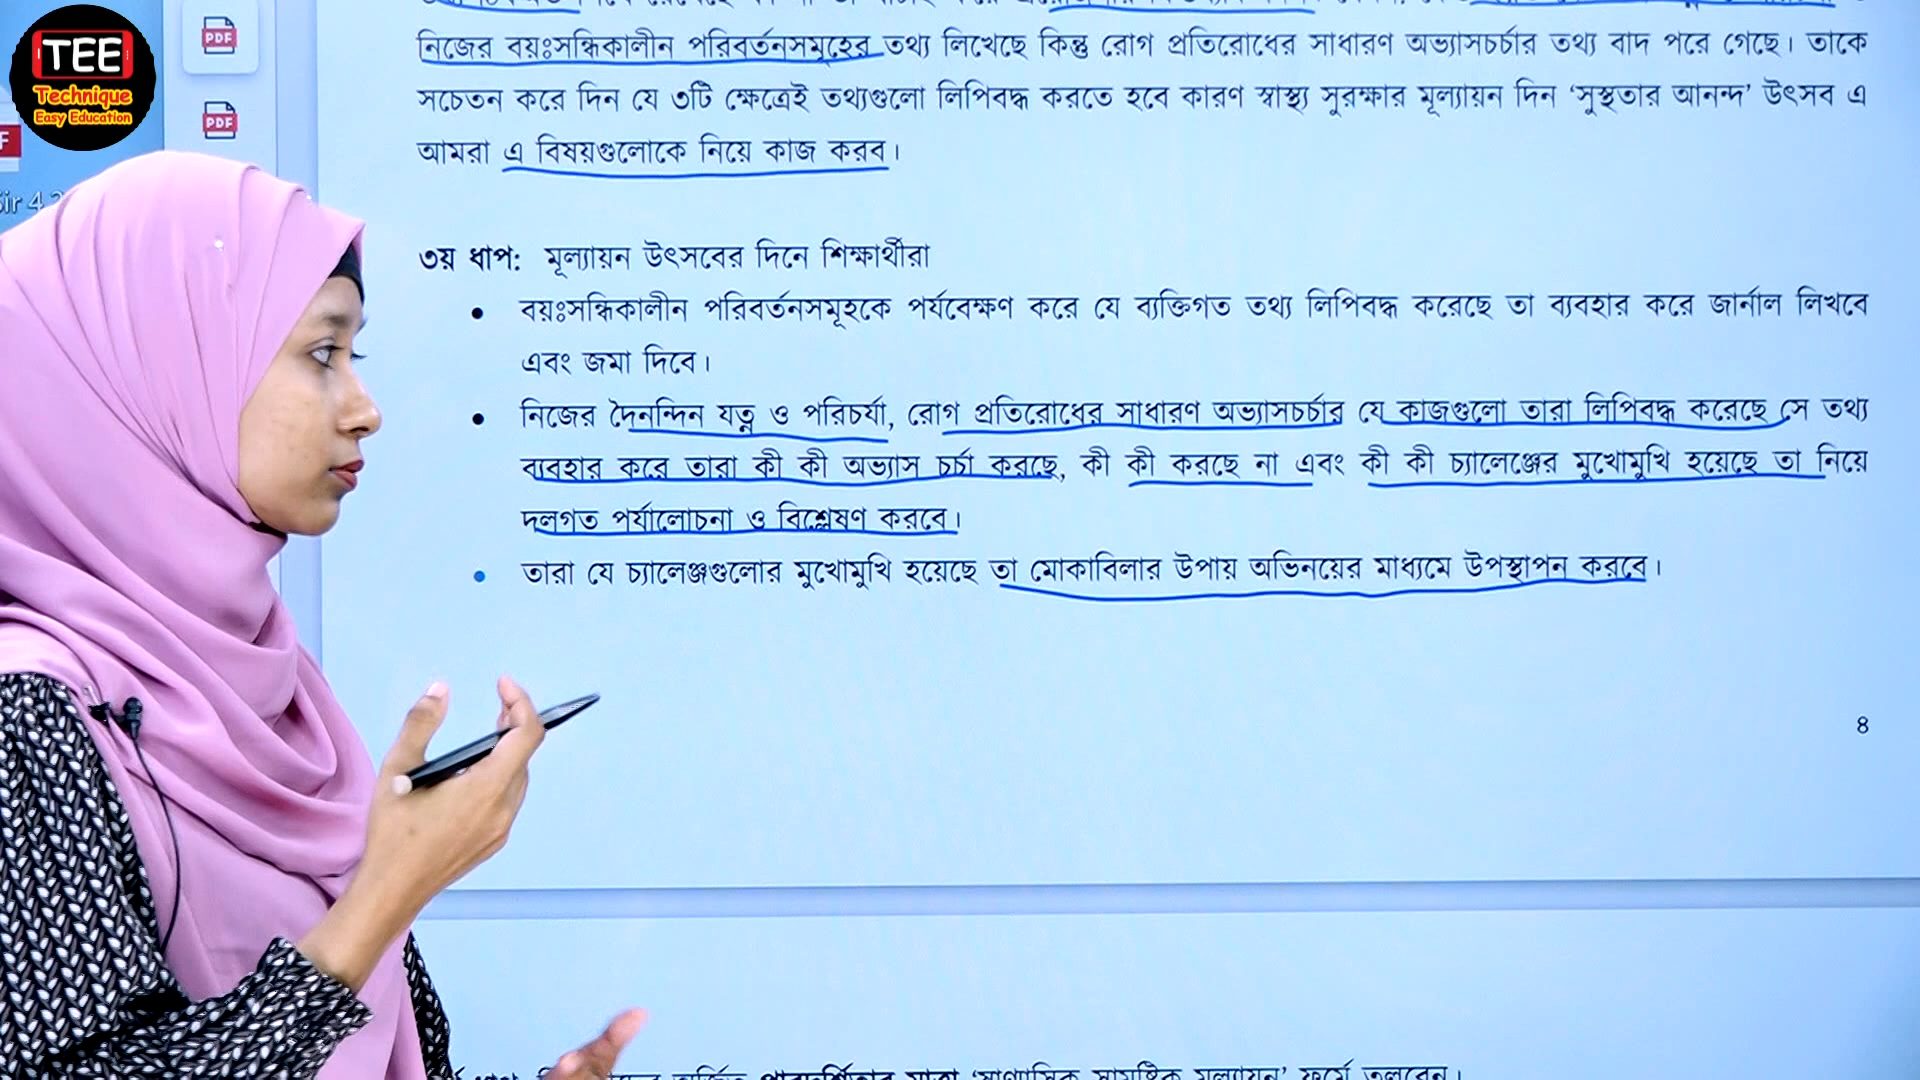 TEE
Technique
Easy Education
PDF
PDF
নিজের বয়ঃসন্ধিকালীন পরিবর্তনসমূহের তথ্য লিখেছে কিন্তু রোগ প্রতিরোধের সাধারণ অভ্যাসচর্চার তথ্য বাদ পরে গেছে। তাকে
সচেতন করে দিন যে ৩টি ক্ষেত্রেই তথ্যগুলো লিপিবদ্ধ করতে হবে কারণ স্বাস্থ্য সুরক্ষার মূল্যায়ন দিন ‘সুস্থতার আনন্দ’ উৎসব এ
আমরা এ বিষয়গুলোকে নিয়ে কাজ করব।
৩য় ধাপ: মূল্যায়ন উৎসবের দিনে শিক্ষার্থীরা
• বয়ঃসন্ধিকালীন পরিবর্তনসমূহকে পর্যবেক্ষণ করে যে ব্যক্তিগত তথ্য লিপিবদ্ধ করেছে তা ব্যবহার করে জার্নাল লিখবে
এবং জমা দিবে।
• নিজের দৈনন্দিন যত্ন ও পরিচর্যা, রোগ প্রতিরোধের সাধারণ অভ্যাসচর্চার যে কাজগুলো তারা লিপিবদ্ধ করেছে সে তথ্য
ব্যবহার করে তারা কী কী অভ্যাস চর্চা করছে, কী কী করছে না এবং কী কী চ্যালেঞ্জের মুখোমুখি হয়েছে তা নিয়ে
দলগত পর্যালোচনা ও বিশ্লেষণ করবে।
• তারা যে চ্যালেঞ্জগুলোর মুখোমুখি হয়েছে তা মোকাবিলার উপায় অভিনয়ের মাধ্যমে উপস্থাপন করবে।
৪